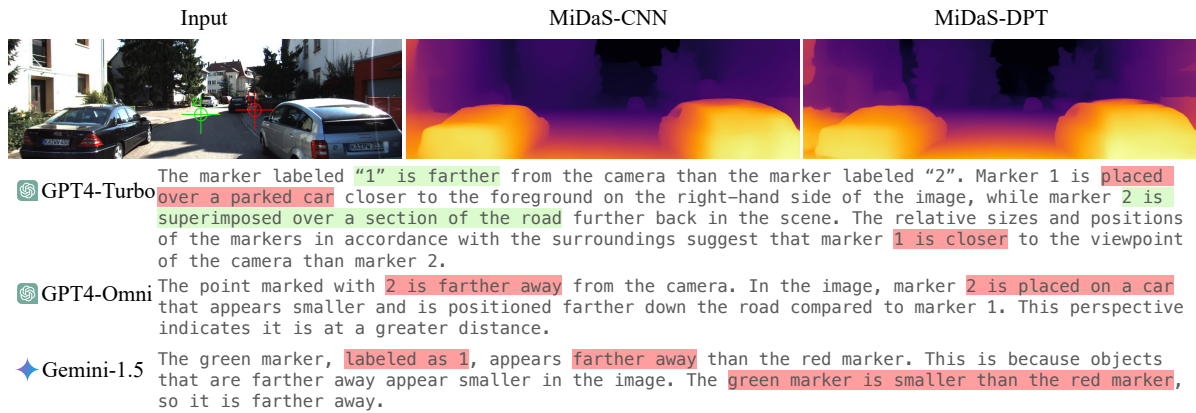 Input
MiDaS-CNN
MiDaS-DPT
GPT4-Turbo
The marker labeled “1” is farther from the camera than the marker labeled “2”. Marker 1 is placed
over a parked car closer to the foreground on the right-hand side of the image, while marker 2 is
superimposed over a section of the road further back in the scene. The relative sizes and positions
of the markers in accordance with the surroundings suggest that marker 1 is closer to the viewpoint
of the camera than marker 2.
GPT4-Omni
The point marked with 2 is farther away from the camera. In the image, marker 2 is placed on a car
that appears smaller and is positioned farther down the road compared to marker 1. This perspective
indicates it is at a greater distance.
Gemini-1.5
The green marker, labeled as 1, appears farther away than the red marker. This is because objects
that are farther away appear smaller in the image. The green marker is smaller than the red marker,
so it is farther away.